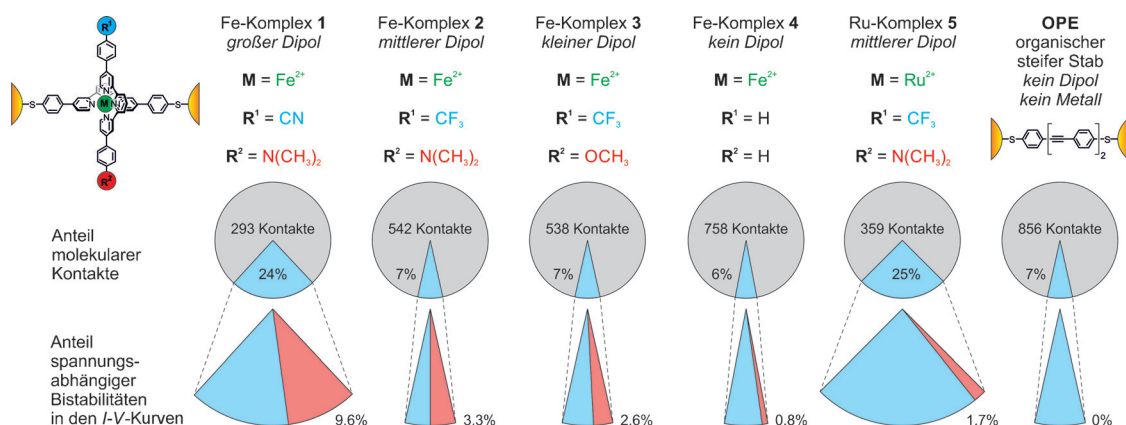 Fe-Komplex 1
großer Dipol
M = Fe²⁺
R¹ = CN
R² = N(CH₃)₂
Fe-Komplex 2
mittlerer Dipol
M = Fe²⁺
R¹ = CF₃
R² = N(CH₃)₂
Fe-Komplex 3
kleiner Dipol
M = Fe²⁺
R¹ = CF₃
R² = OCH₃
Fe-Komplex 4
kein Dipol
M = Fe²⁺
R¹ = H
R² = H
Ru-Komplex 5
mittlerer Dipol
M = Ru²⁺
R¹ = CF₃
R² = N(CH₃)₂
OPE
organischer
steifer Stab
kein Dipol
kein Metall
R¹
S
N
M
N
S
R²
S
2
S
Anteil
molekularer
Kontakte
293 Kontakte
24%
542 Kontakte
7%
538 Kontakte
7%
758 Kontakte
6%
359 Kontakte
25%
856 Kontakte
7%
Anteil
spannungs-
abhängiger
Bistabilitäten
in den I-V-Kurven
9.6%
3.3%
2.6%
0.8%
1.7%
0%